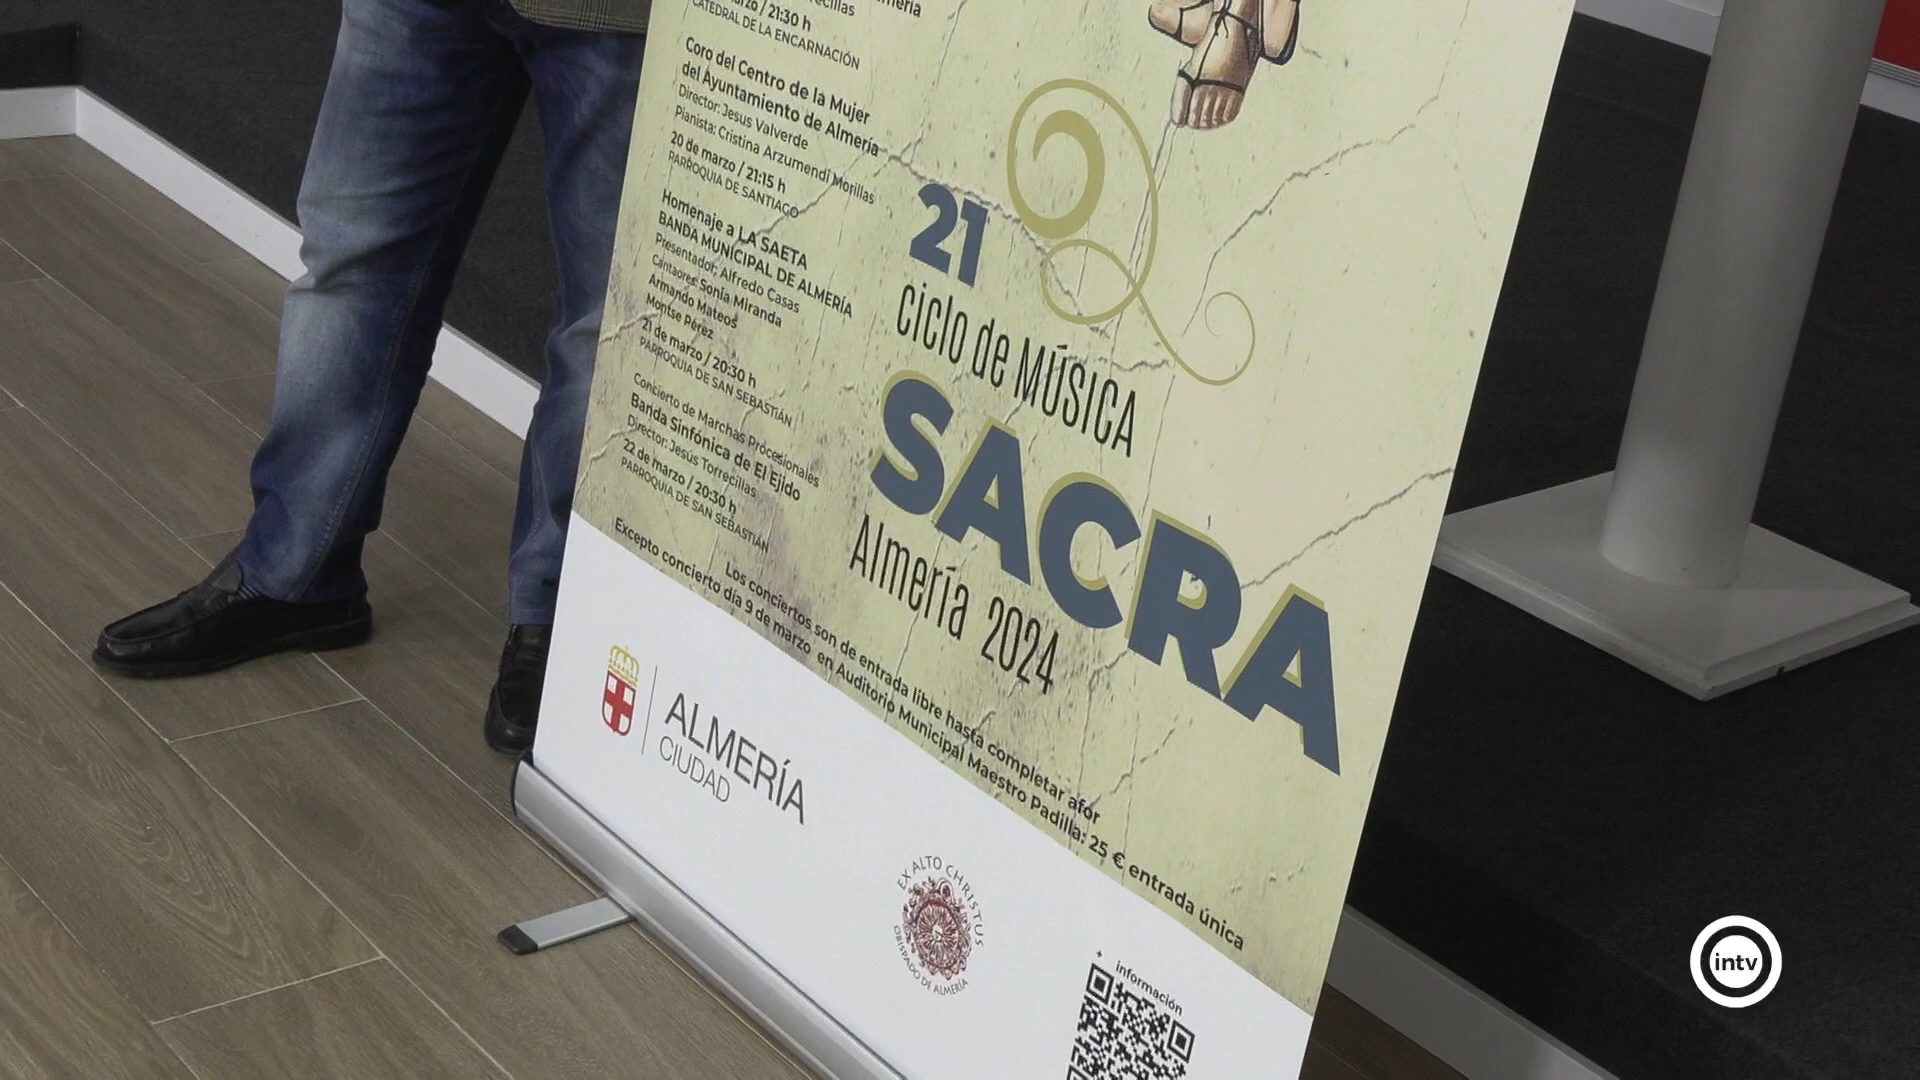 21:30 h
CATEDRAL DE LA ENCARNACIÓN
Coro del Centro de la Mujer
del Ayuntamiento de Almería
Director: Jesus Valverde
Pianista: Cristina Arzumendi Morillas
20 de marzo / 21:15 h
PARROQUIA DE SANTIAGO
Homenaje a LA SAETA
BANDA MUNICIPAL DE ALMERÍA
Presentador: Alfredo Casas
Cantaores: Sonia Miranda
Armando Mateos
Montse Pérez
21 de marzo / 20:30 h
PARROQUIA DE SAN SEBASTIÁN
Concierto de Marchas Procesionales
Banda Sinfónica de El Ejido
Director: Jesús Torrecillas
22 de marzo / 20:30 h
PARROQUIA DE SAN SEBASTIÁN
21
ciclo de MÚSICA
SACRA
Almería 2024
Los conciertos son de entrada libre hasta completar afor
Excepto concierto día 9 de marzo en Auditorio Municipal Maestro Padilla: 25 € entrada única
ALMERÍA
CIUDAD
EX ALTO CHRISTUS
OBISPADO DE ALMERÍA
+ información
intv